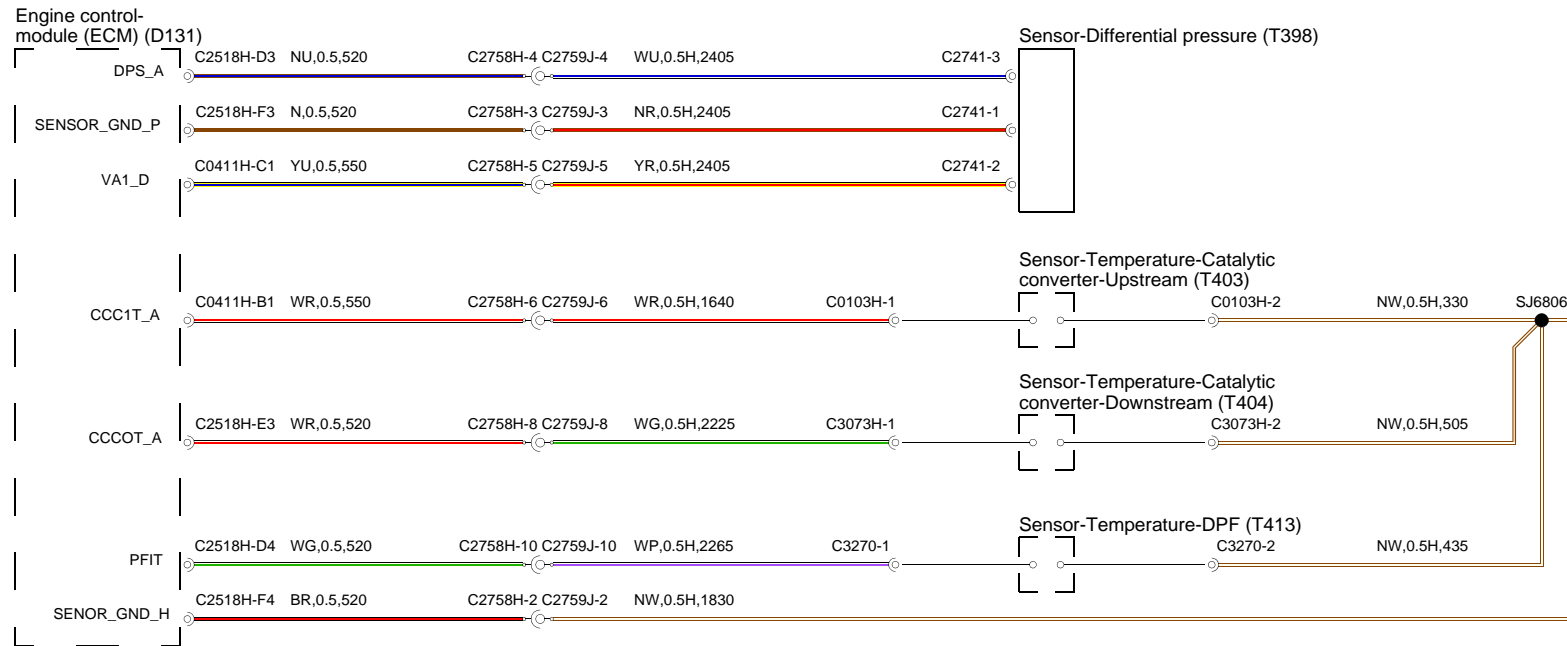 Engine control-
module (ECM) (D131)
Sensor-Differential pressure (T398)
DPS_A C2518H-D3 NU,0.5,520 C2758H-4 C2759J-4 WU,0.5H,2405 C2741-3
SENSOR_GND_P C2518H-F3 N,0.5,520 C2758H-3 C2759J-3 NR,0.5H,2405 C2741-1
VA1_D C0411H-C1 YU,0.5,550 C2758H-5 C2759J-5 YR,0.5H,2405 C2741-2
Sensor-Temperature-Catalytic
converter-Upstream (T403)
CCC1T_A C0411H-B1 WR,0.5,550 C2758H-6 C2759J-6 WR,0.5H,1640 C0103H-1 C0103H-2 NW,0.5H,330 SJ6806
Sensor-Temperature-Catalytic
converter-Downstream (T404)
CCCOT_A C2518H-E3 WR,0.5,520 C2758H-8 C2759J-8 WG,0.5H,2225 C3073H-1 C3073H-2 NW,0.5H,505
Sensor-Temperature-DPF (T413)
PFIT C2518H-D4 WG,0.5,520 C2758H-10 C2759J-10 WP,0.5H,2265 C3270-1 C3270-2 NW,0.5H,435
SENOR_GND_H C2518H-F4 BR,0.5,520 C2758H-2 C2759J-2 NW,0.5H,1830